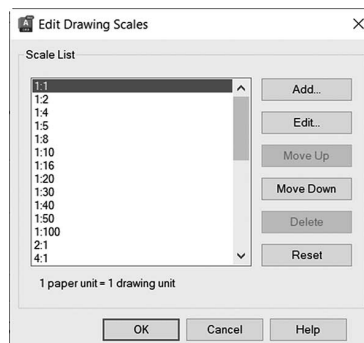 Edit Drawing Scales
Scale List
1:1
1:2
1:4
1:5
1:8
1:10
1:16
1:20
1:30
1:40
1:50
1:100
2:1
4:1
Add...
Edit...
Move Up
Move Down
Delete
Reset
1 paper unit = 1 drawing unit
OK
Cancel
Help